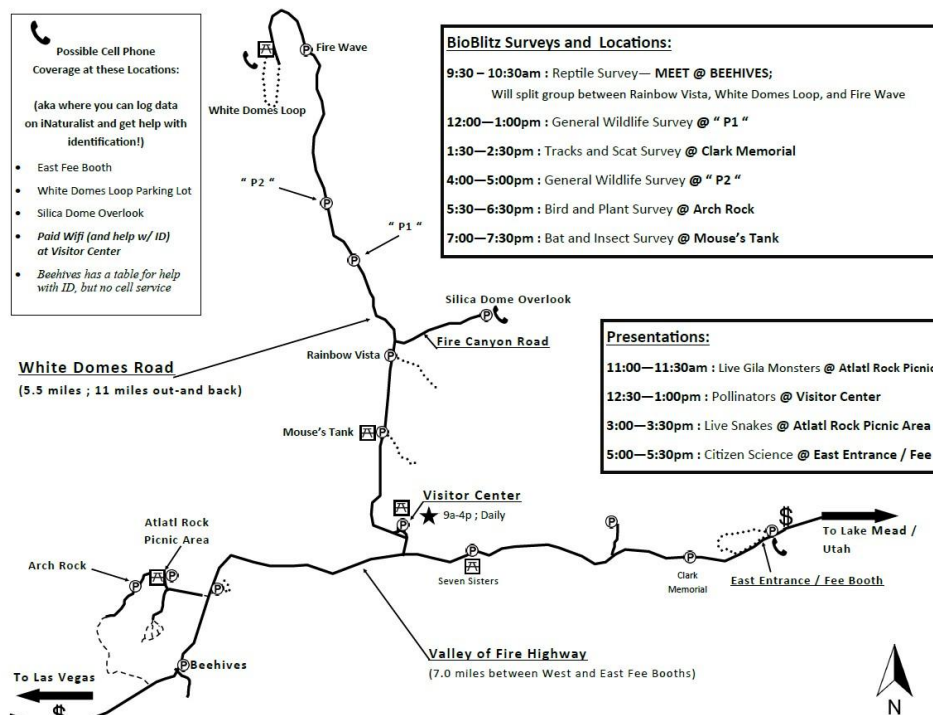 Possible Cell Phone
Coverage at these Locations:
(aka where you can log data
on iNaturalist and get help with
identification!)
• East Fee Booth
• White Domes Loop Parking Lot
• Silica Dome Overlook
• Paid Wifi (and help w/ ID)
at Visitor Center
• Beehives has a table for help
with ID, but no cell service
BioBlitz Surveys and Locations:
9:30 – 10:30am : Reptile Survey— MEET @ BEEHIVES;
Will split group between Rainbow Vista, White Domes Loop, and Fire Wave
12:00—1:00pm : General Wildlife Survey @ “ P1 “
1:30—2:30pm : Tracks and Scat Survey @ Clark Memorial
4:00—5:00pm : General Wildlife Survey @ “ P2 “
5:30—6:30pm : Bird and Plant Survey @ Arch Rock
7:00—7:30pm : Bat and Insect Survey @ Mouse’s Tank
Presentations:
11:00—11:30am : Live Gila Monsters @ Atlatl Rock Picnic
12:30—1:00pm : Pollinators @ Visitor Center
3:00—3:30pm : Live Snakes @ Atlatl Rock Picnic Area
5:00—5:30pm : Citizen Science @ East Entrance / Fee
P
Fire Wave
White Domes Loop
“ P2 “
P
“ P1 “
P
Silica Dome Overlook
P
Fire Canyon Road
Rainbow Vista P
White Domes Road
(5.5 miles ; 11 miles out-and back)
Mouse’s Tank P
Visitor Center
P 9a-4p ; Daily
Atlatl Rock
Picnic Area
Arch Rock
P
P
P
P
Seven Sisters
P
P
Clark
Memorial
P
$
To Lake Mead /
Utah
East Entrance / Fee Booth
P Beehives
Valley of Fire Highway
(7.0 miles between West and East Fee Booths)
To Las Vegas
$
N